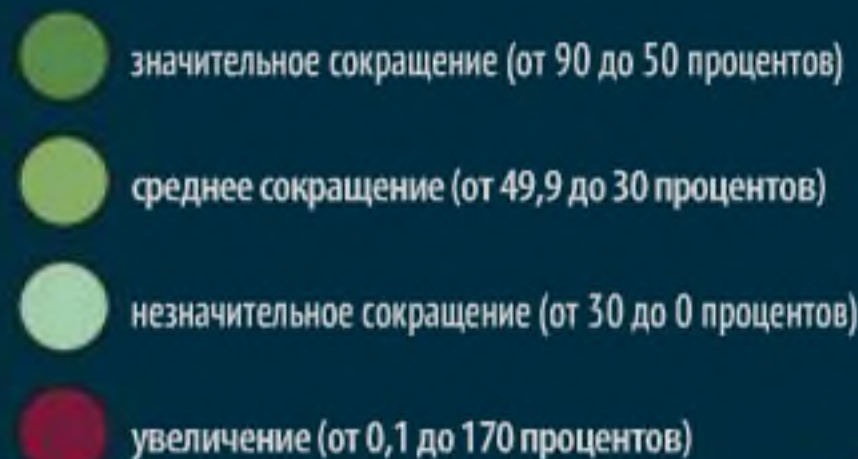 значительное сокращение (от 90 до 50 процентов)
среднее сокращение (от 49,9 до 30 процентов)
незначительное сокращение (от 30 до 0 процентов)
увеличение (от 0,1 до 170 процентов)